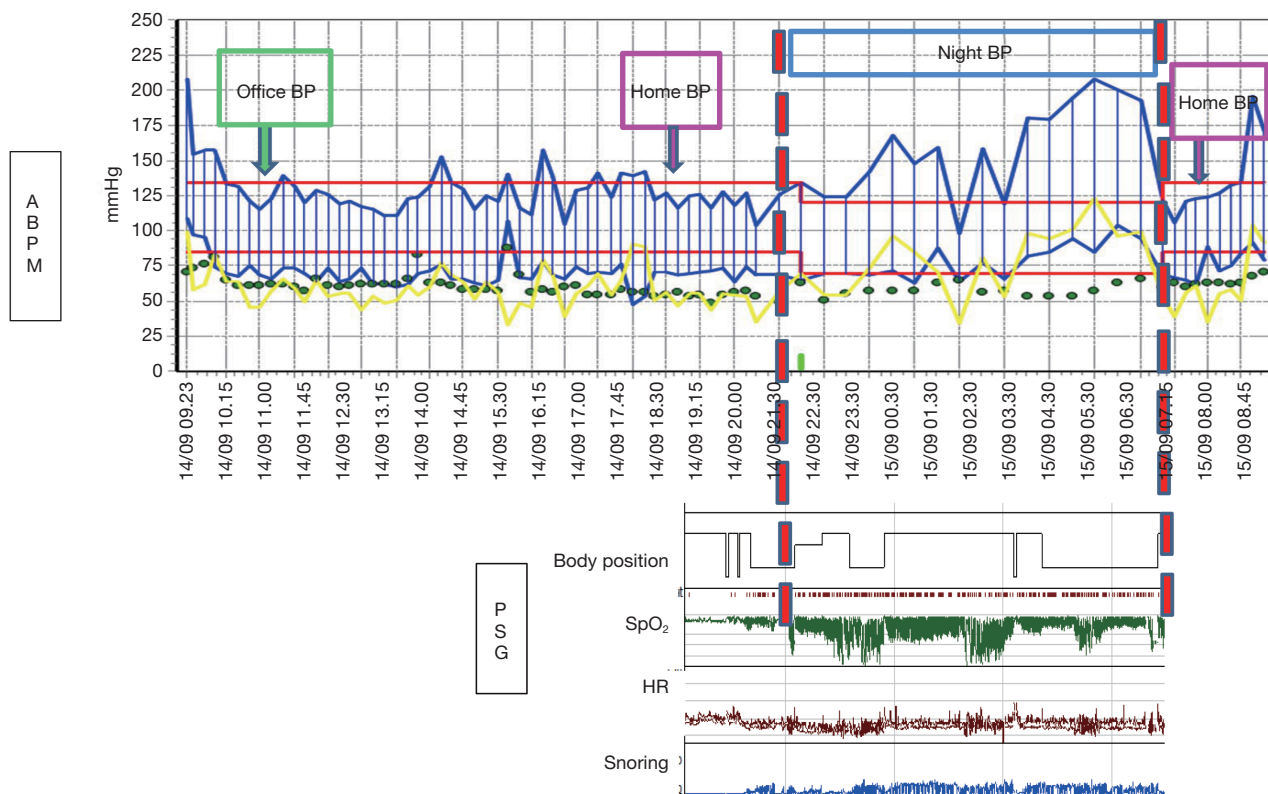 250
225
200
175
150
125
100
75
50
25
0
mmHg
A
B
P
M
Office BP
Home BP
Night BP
Home BP
14/09 09.23
14/09 10.15
14/09 11.00
14/09 11.45
14/09 12.30
14/09 13.15
14/09 14.00
14/09 14.45
14/09 15.30
14/09 16.15
14/09 17.00
14/09 17.45
14/09 18.30
14/09 19.15
14/09 20.00
14/09 21.30
14/09 22.30
14/09 23.30
15/09 00.30
15/09 01.30
15/09 02.30
15/09 03.30
15/09 04.30
15/09 05.30
15/09 06.30
15/09 07.15
15/09 08.00
15/09 08.45
P
S
G
Body position
SpO₂
HR
Snoring